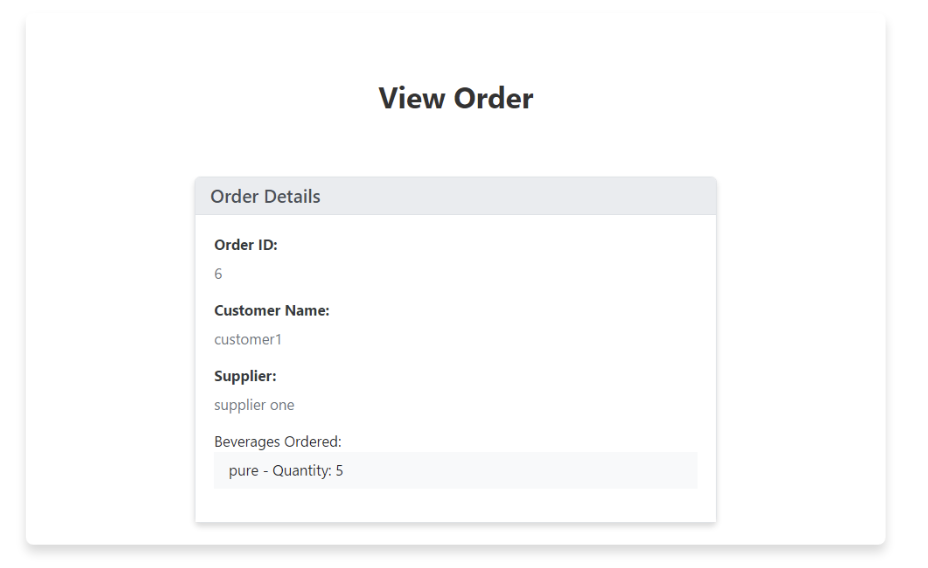 View Order
Order Details
Order ID:
6
Customer Name:
customer1
Supplier:
supplier one
Beverages Ordered:
pure - Quantity: 5